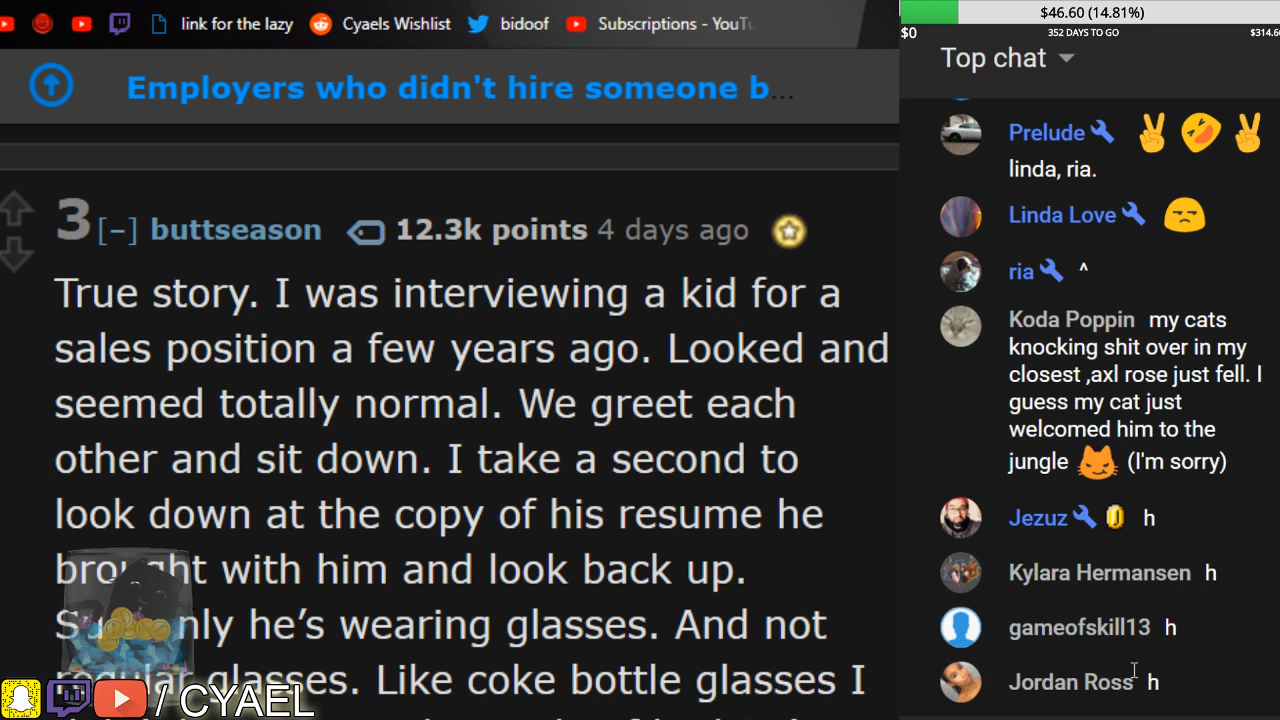 link for the lazy Cyaels Wishlist bidoof Subscriptions - YouTu
Employers who didn't hire someone b...
3 [-] buttseason 12.3k points 4 days ago
True story. I was interviewing a kid for a
sales position a few years ago. Looked and
seemed totally normal. We greet each
other and sit down. I take a second to
look down at the copy of his resume he
brought with him and look back up.
he's wearing glasses. And not
regular glasses. Like coke bottle glasses I
/ CYAEL
$46.60 (14.81%)
$0 352 DAYS TO GO $314.6
Top chat
Prelude
linda, ria.
Linda Love
ria ^
Koda Poppin my cats
knocking shit over in my
closest ,axl rose just fell. I
guess my cat just
welcomed him to the
jungle (I'm sorry)
Jezuz h
Kylara Hermansen h
gameofskill13 h
Jordan Ross h